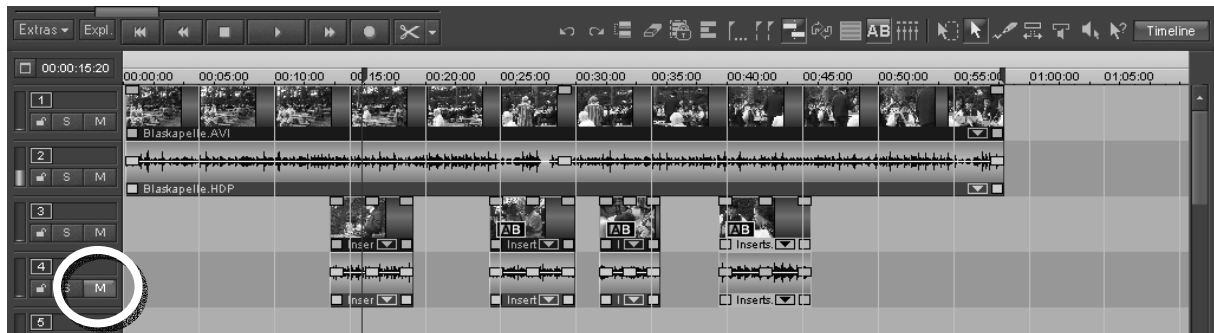 Extras Expl. AB Timeline
00:00:15:20 00:00:00 00:05:00 00:10:00 00:15:00 00:20:00 00:25:00 00:30:00 00:35:00 00:40:00 00:45:00 00:50:00 00:55:00 01:00:00 01:05:00
1
S M
Blaskapelle.AVI
2
S M
Blaskapelle.HDP
3
S M
AB AB AB
Inser Insert I Inserts.
4
S M
Inser Insert I Inserts.
5